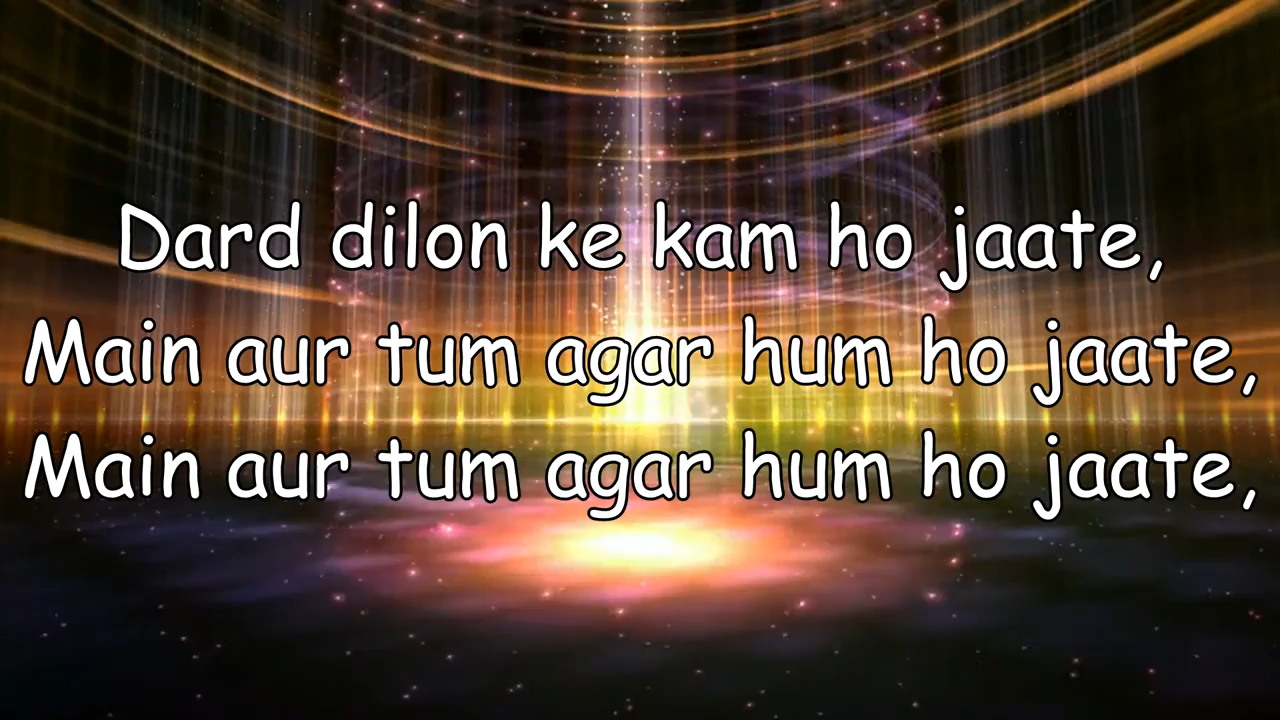 Dard dilon ke kam ho jaate,
Main aur tum agar hum ho jaate,
Main aur tum agar hum ho jaate,